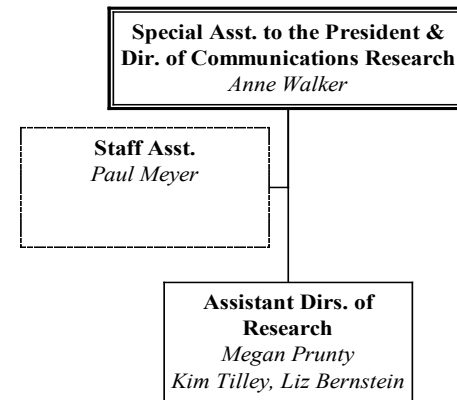 Special Asst. to the President &
Dir. of Communications Research
Anne Walker
Staff Asst.
Paul Meyer
Assistant Dirs. of
Research
Megan Prunty
Kim Tilley, Liz Bernstein